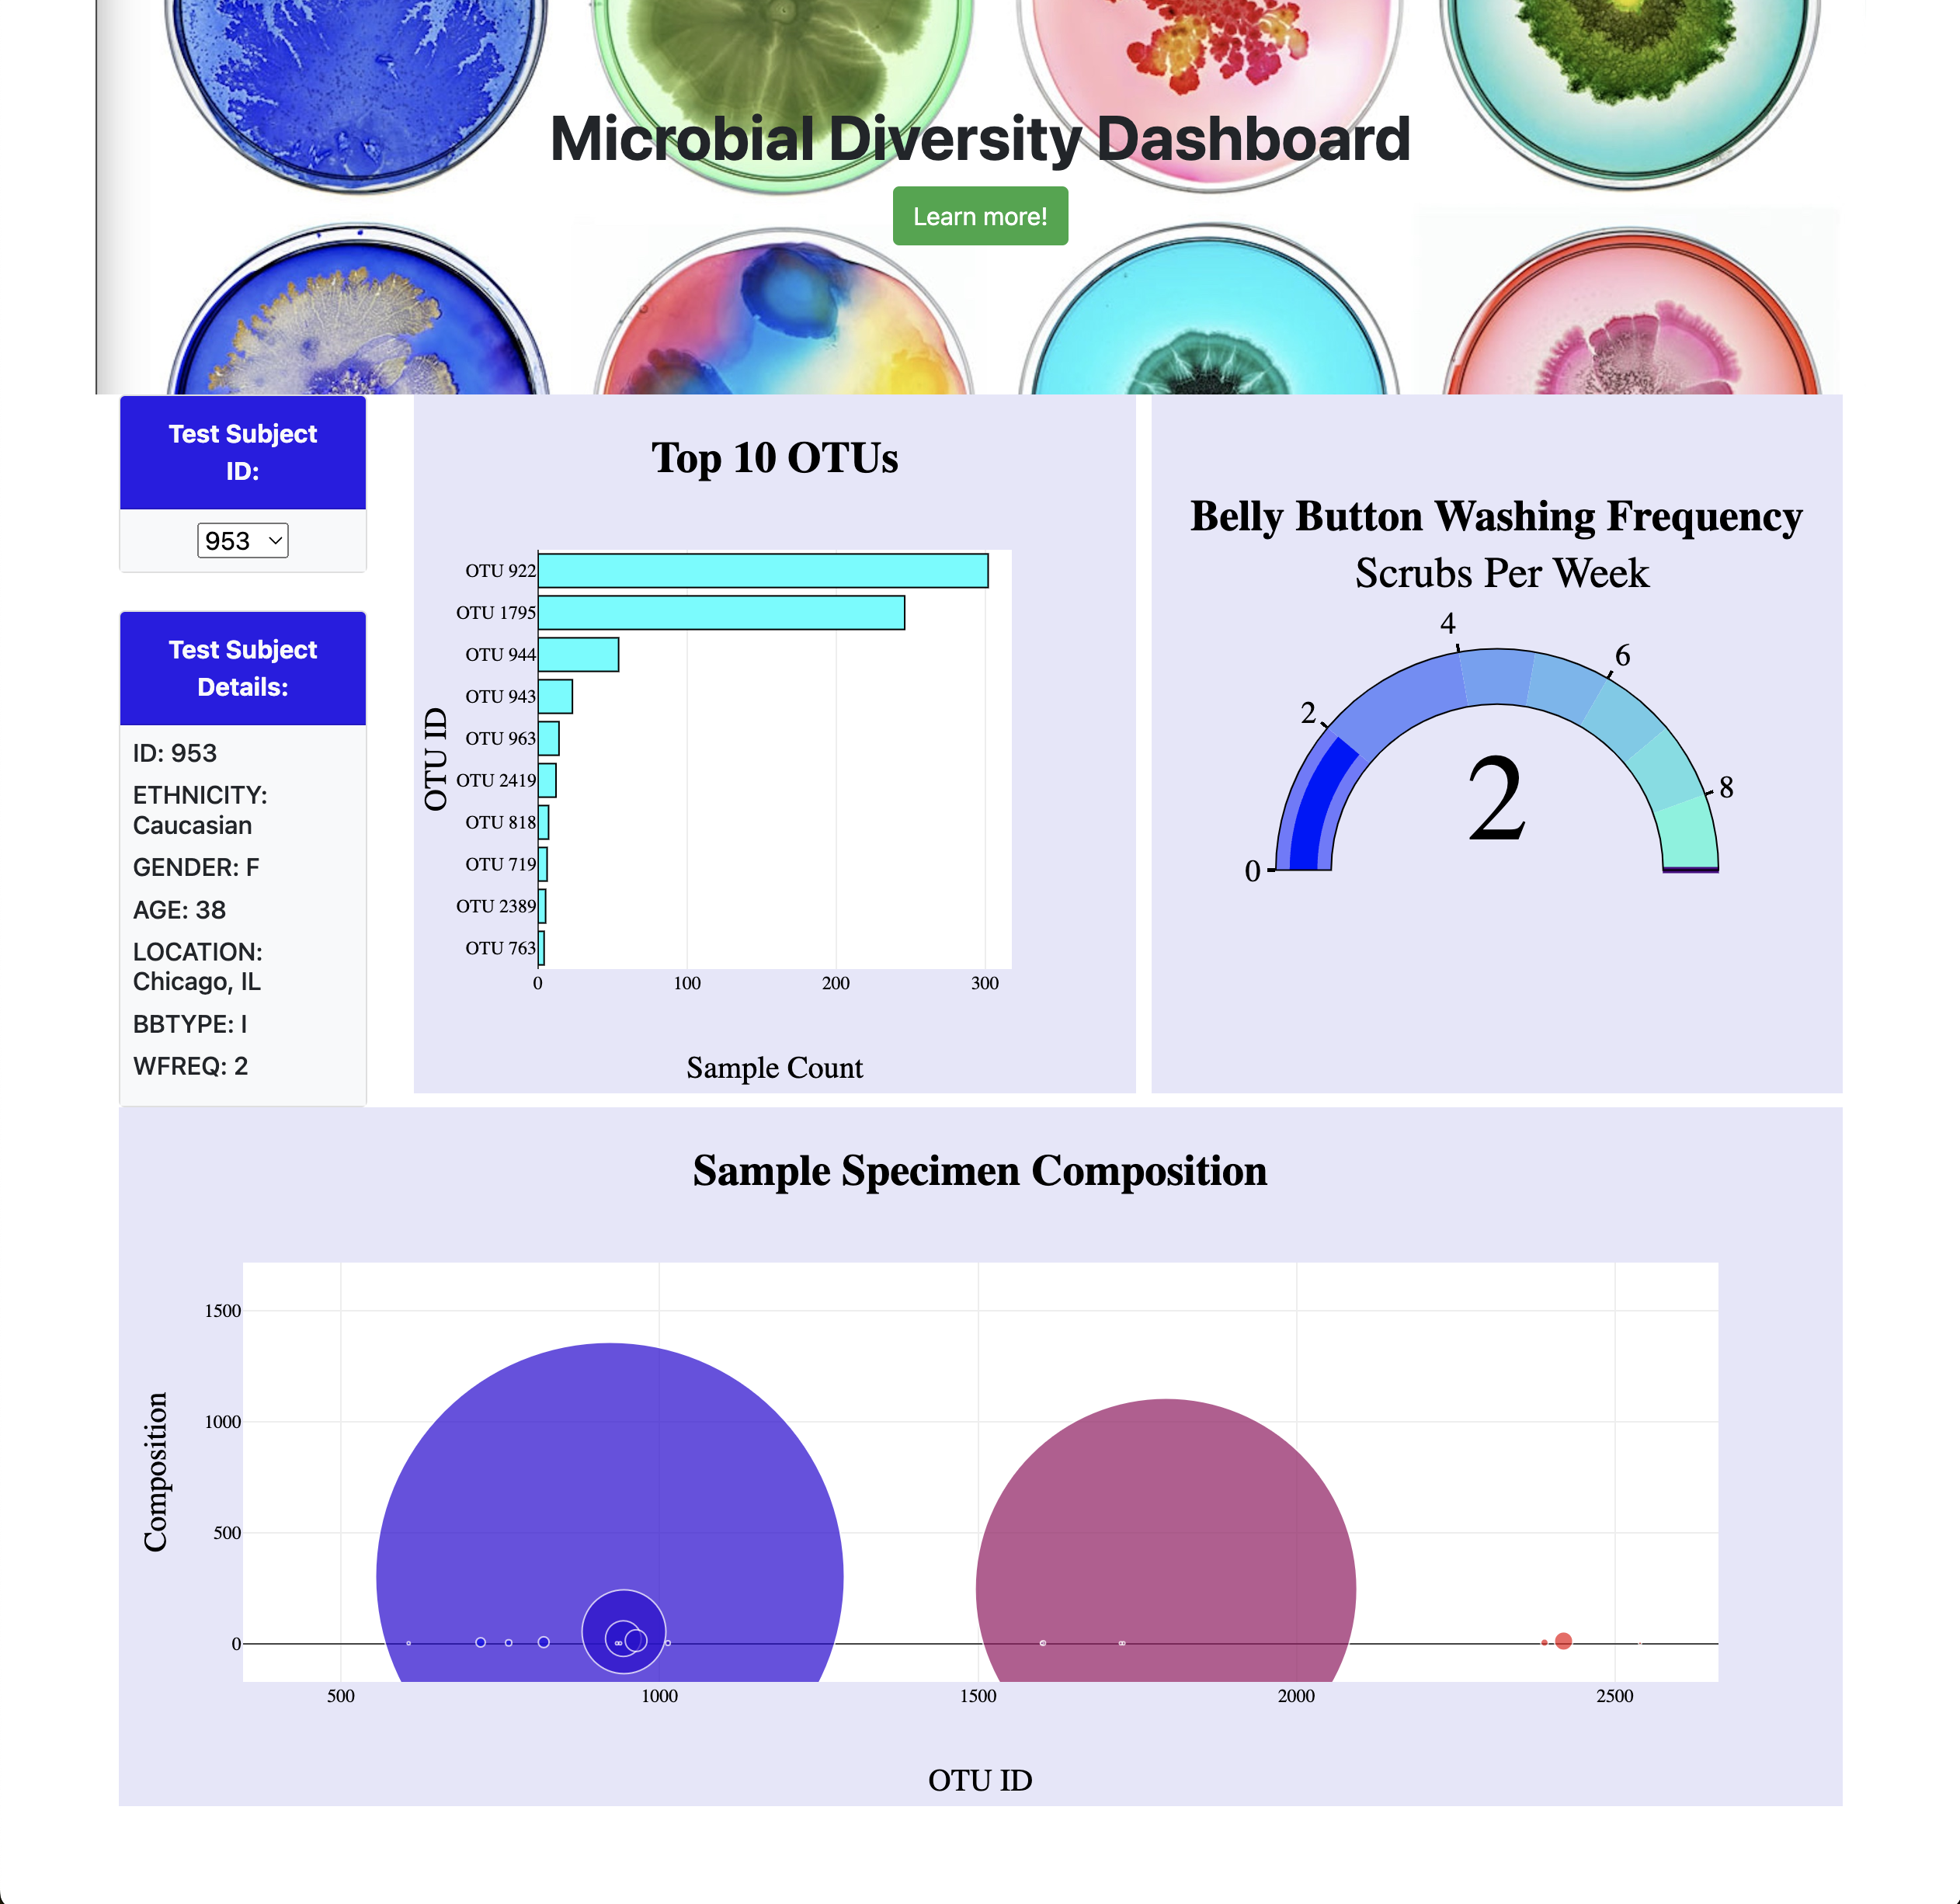 Microbial Diversity Dashboard
Learn more!
Test Subject
ID:
953
Test Subject
Details:
ID: 953
ETHNICITY:
Caucasian
GENDER: F
AGE: 38
LOCATION:
Chicago, IL
BBTYPE: I
WFREQ: 2
Top 10 OTUs
OTU ID
OTU 922
OTU 1795
OTU 944
OTU 943
OTU 963
OTU 2419
OTU 818
OTU 719
OTU 2389
OTU 763
0 100 200 300
Sample Count
Belly Button Washing Frequency
Scrubs Per Week
0
2
4
6
8
2
Sample Specimen Composition
Composition
1500
1000
500
0
500 1000 1500 2000 2500
OTU ID